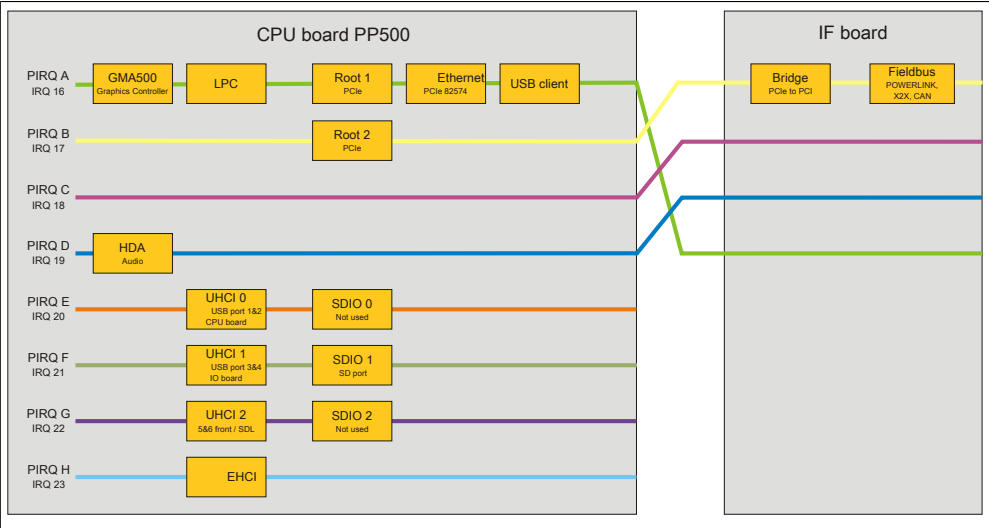 CPU board PP500
IF board
PIRQ A
IRQ 16
GMA500
Graphics Controller
LPC
Root 1
PCIe
Ethernet
PCIe 82574
USB client
Bridge
PCIe to PCI
Fieldbus
POWERLINK,
X2X, CAN
PIRQ B
IRQ 17
Root 2
PCIe
PIRQ C
IRQ 18
PIRQ D
IRQ 19
HDA
Audio
PIRQ E
IRQ 20
UHCI 0
USB port 1&2
CPU board
SDIO 0
Not used
PIRQ F
IRQ 21
UHCI 1
USB port 3&4
IO board
SDIO 1
SD port
PIRQ G
IRQ 22
UHCI 2
5&6 front / SDL
SDIO 2
Not used
PIRQ H
IRQ 23
EHCI